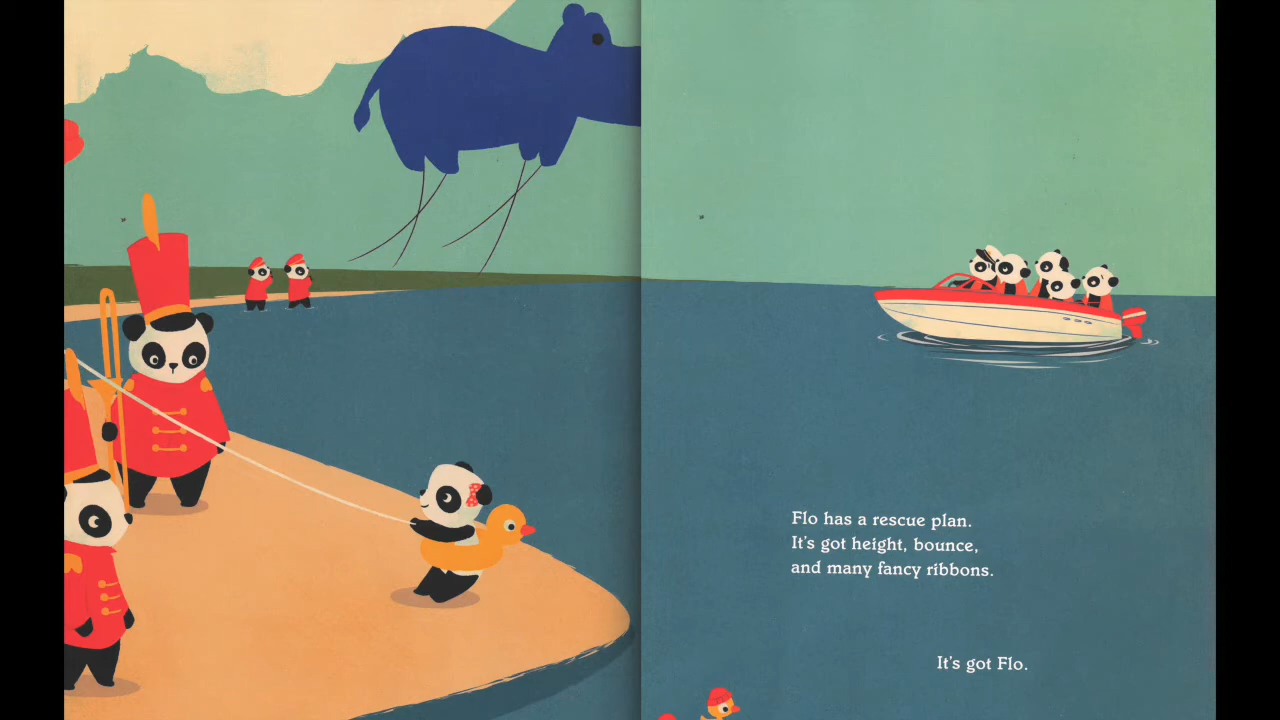 Flo has a rescue plan.
It's got height, bounce,
and many fancy ribbons.
It's got Flo.